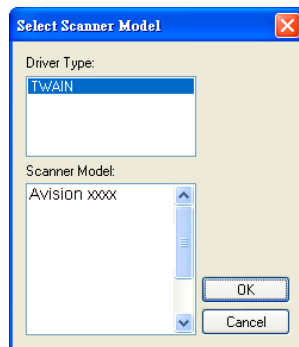 Select Scanner Model
Driver Type:
TWAIN
Scanner Model:
Avision xxxx
OK
Cancel